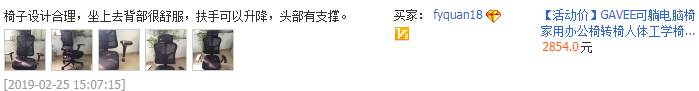 椅子设计合理，坐上去背部很舒服，扶手可以升降，头部有支撑。
[2019-02-25 15:07:15]
买家： fyquan18
【活动价】GAVEE可躺电脑椅
家用办公椅转椅人体工学椅...
2854.0元